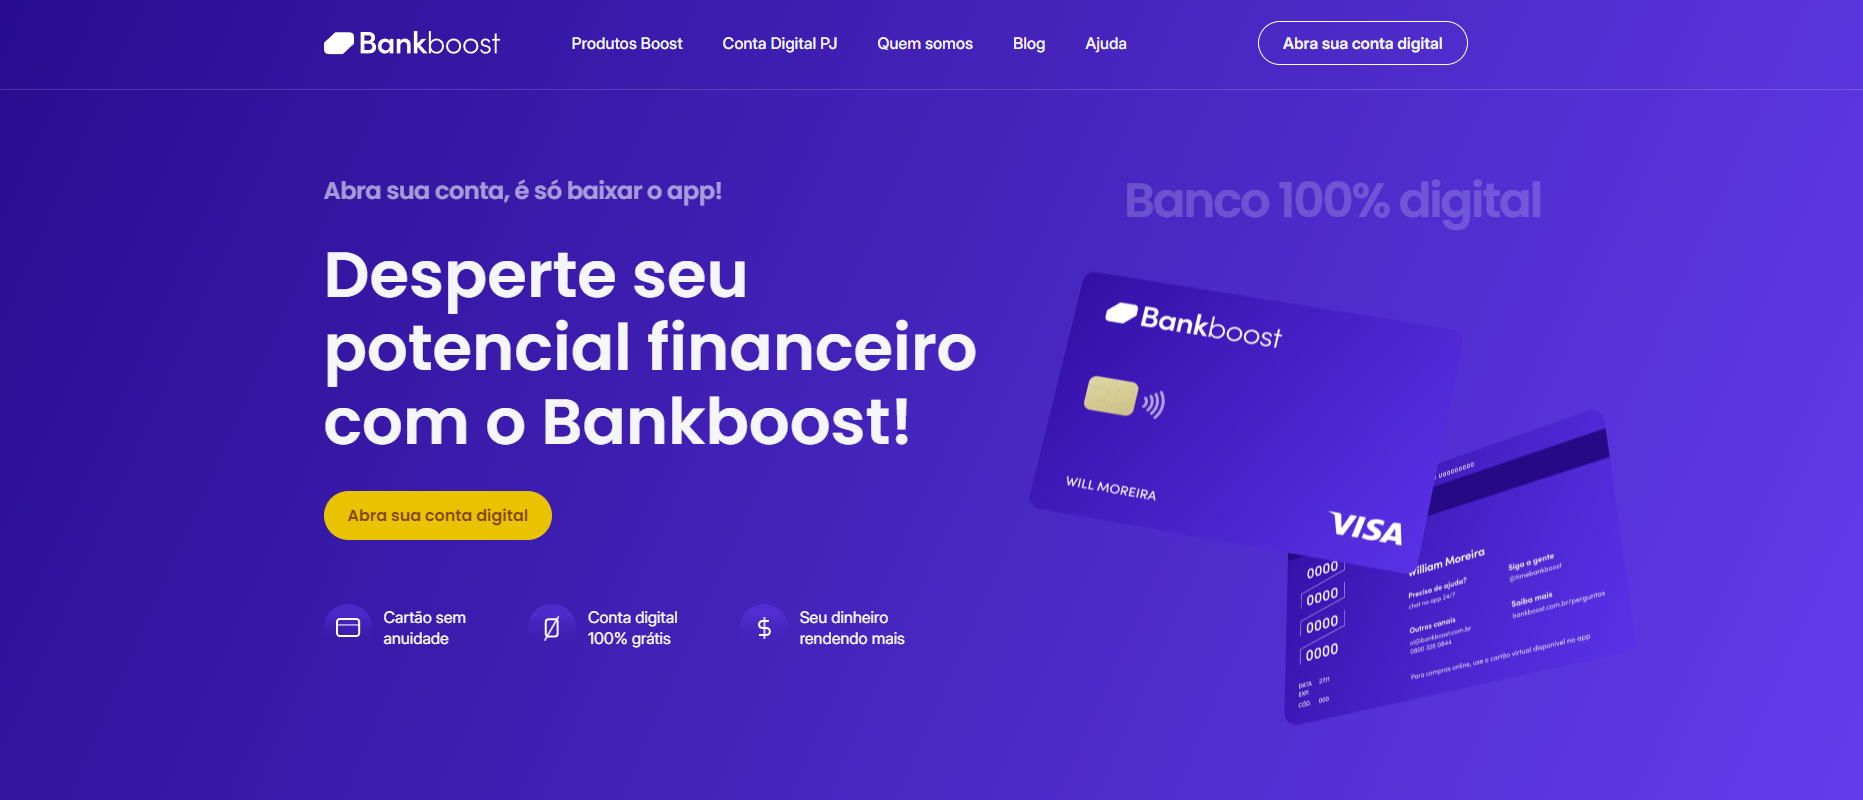 Bankboost
Produtos Boost
Conta Digital PJ
Quem somos
Blog
Ajuda
Abra sua conta digital
Abra sua conta, é só baixar o app!
Desperte seu
potencial financeiro
com o Bankboost!
Abra sua conta digital
Cartão sem
anuidade
Conta digital
100% grátis
Seu dinheiro
rendendo mais
Banco 100% digital
Bankboost
WILL MOREIRA
VISA
0000
0000
0000
0000
DATA 27/11
EXP.
CÓD. 000
William Moreira
Precisa de ajuda?
chat no app 24/7
Outros canais
oi@bankboost.com.br
0800 326 0844
Siga a gente
@timebankboost
Saiba mais
bankboost.com.br/perguntas
Para compras online, use o cartão virtual disponível no app